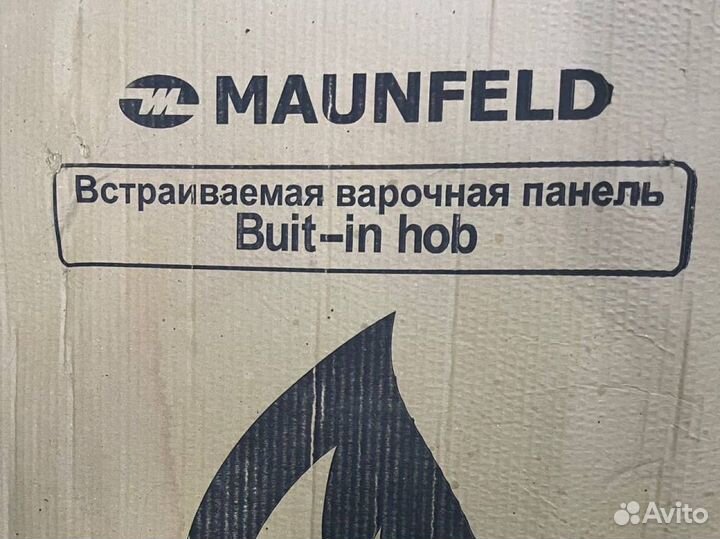 MAUNFELD
Встраиваемая варочная панель
Buit-in hob
Avito